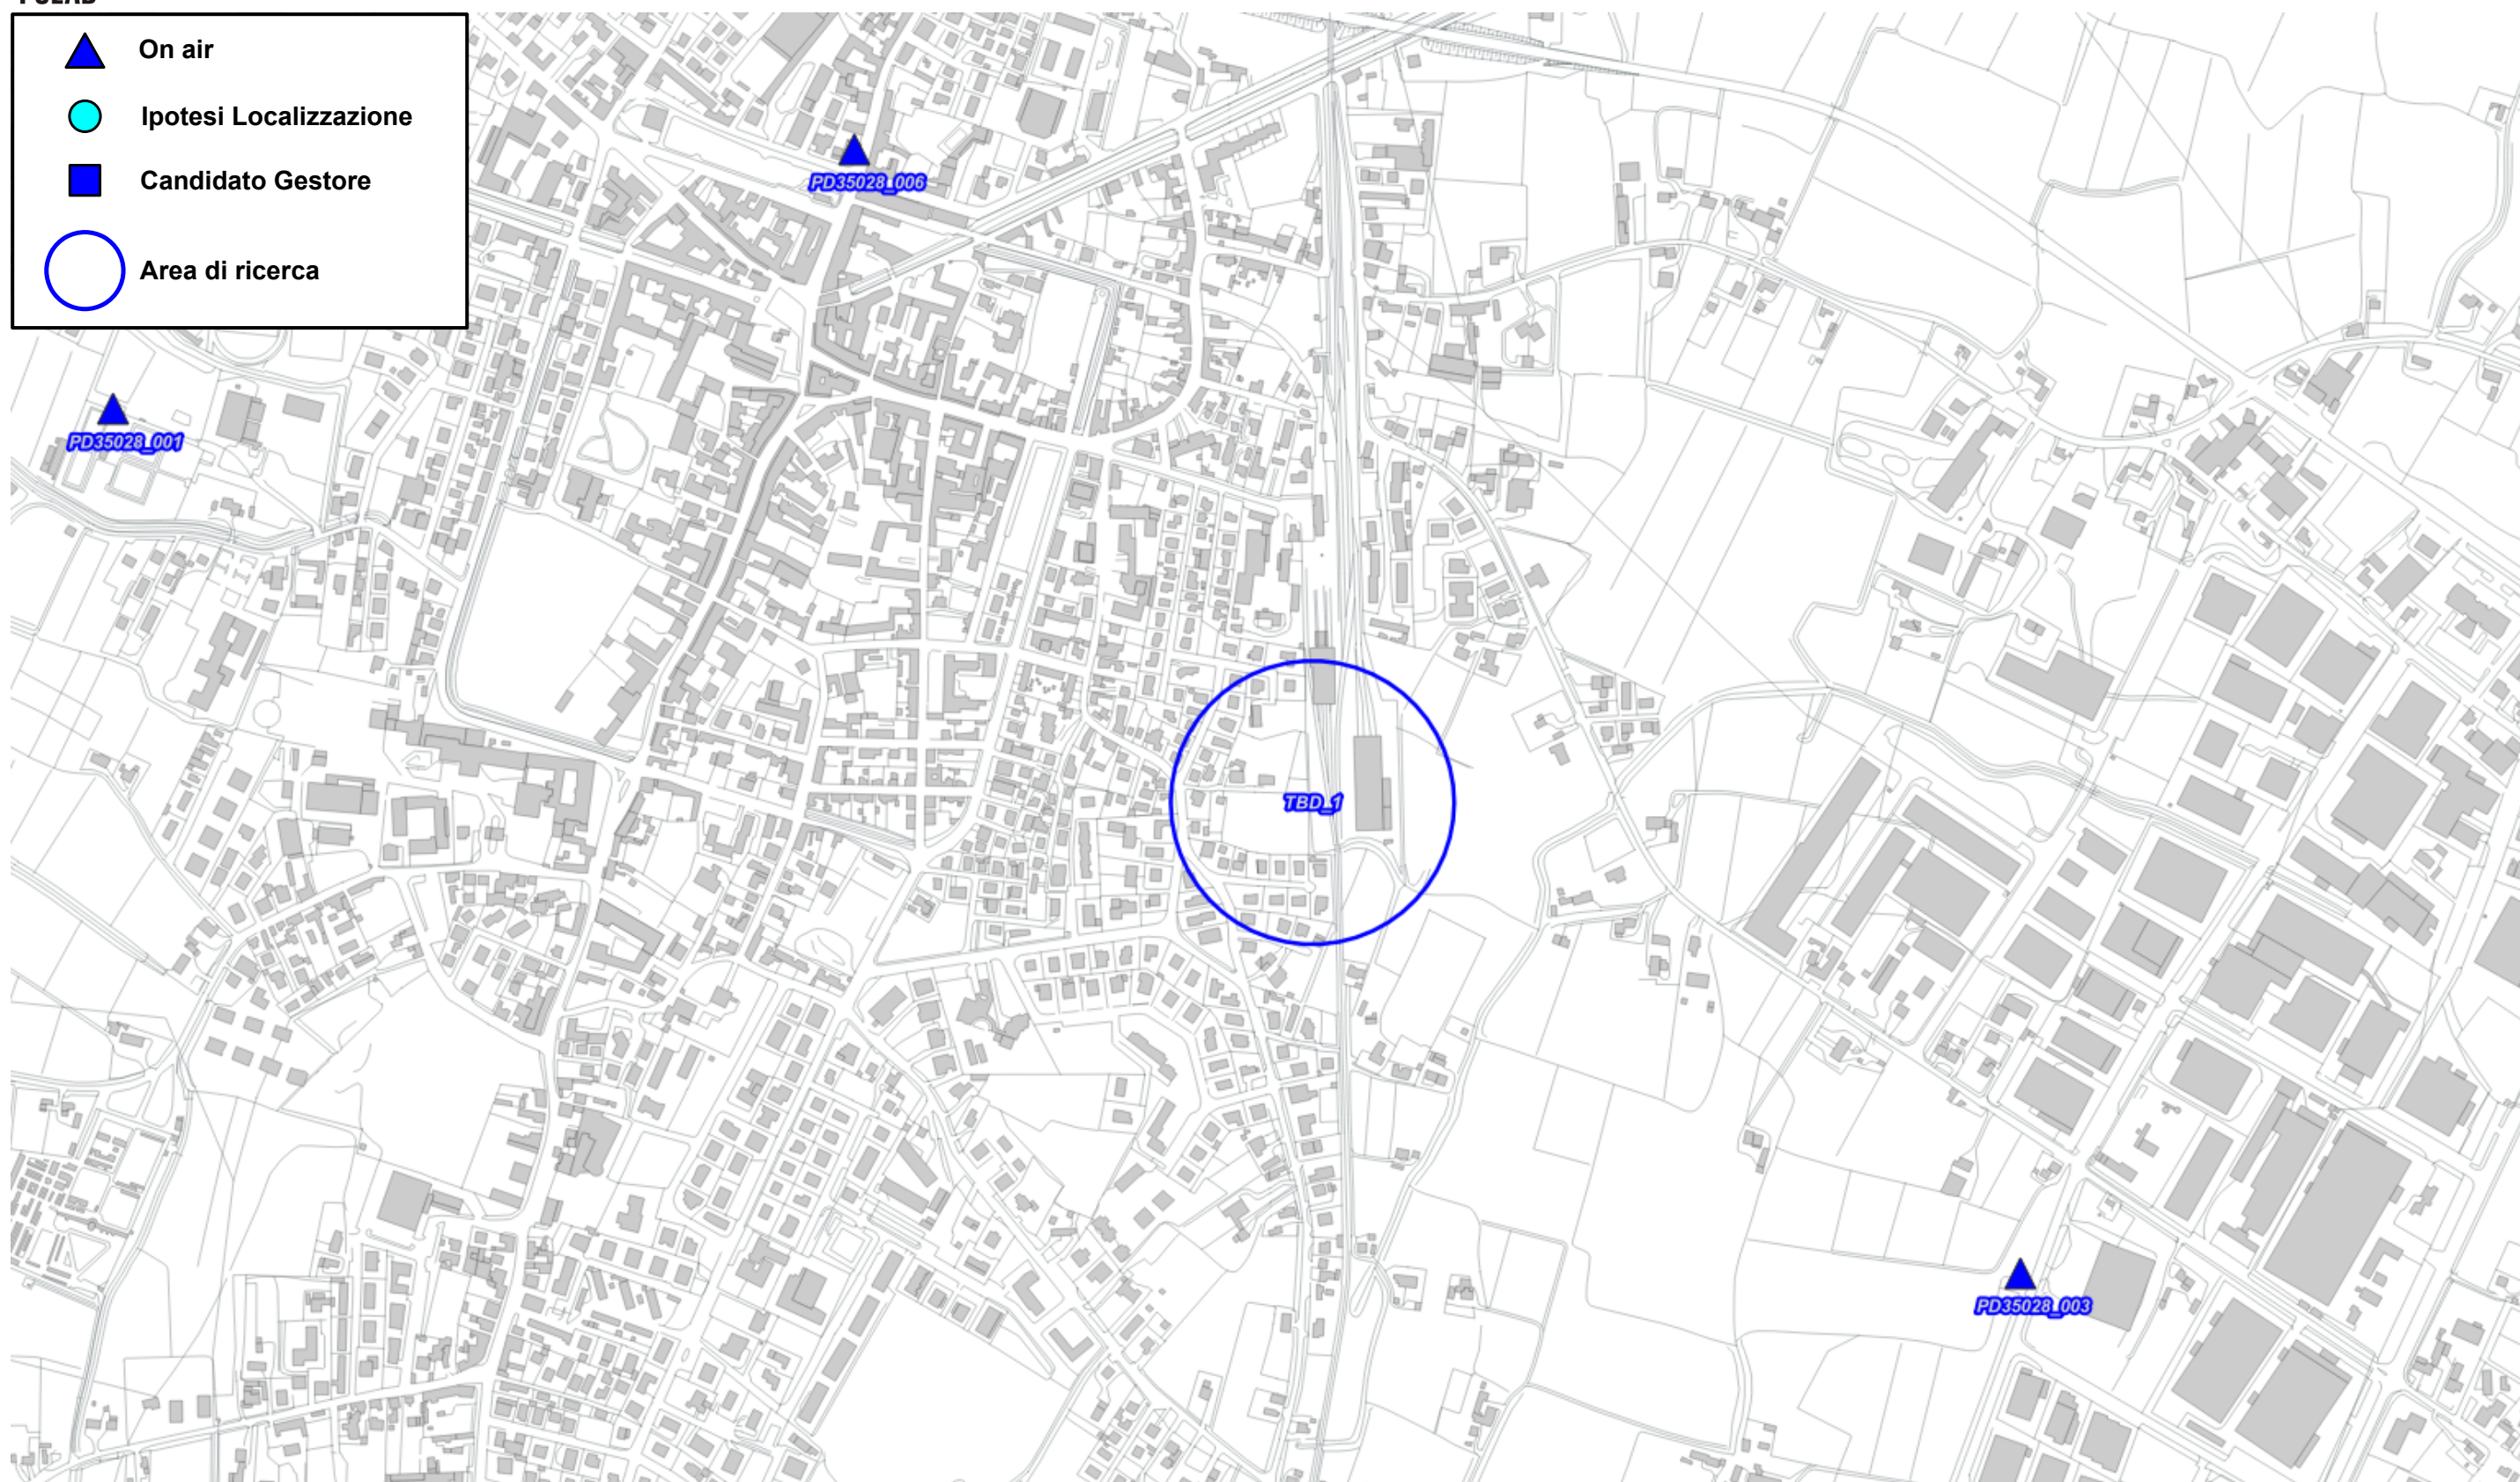 On air
Ipotesi Localizzazione
Candidato Gestore
Area di ricerca
PD35028_006
PD35028_001
TBD_1
PD35028_003